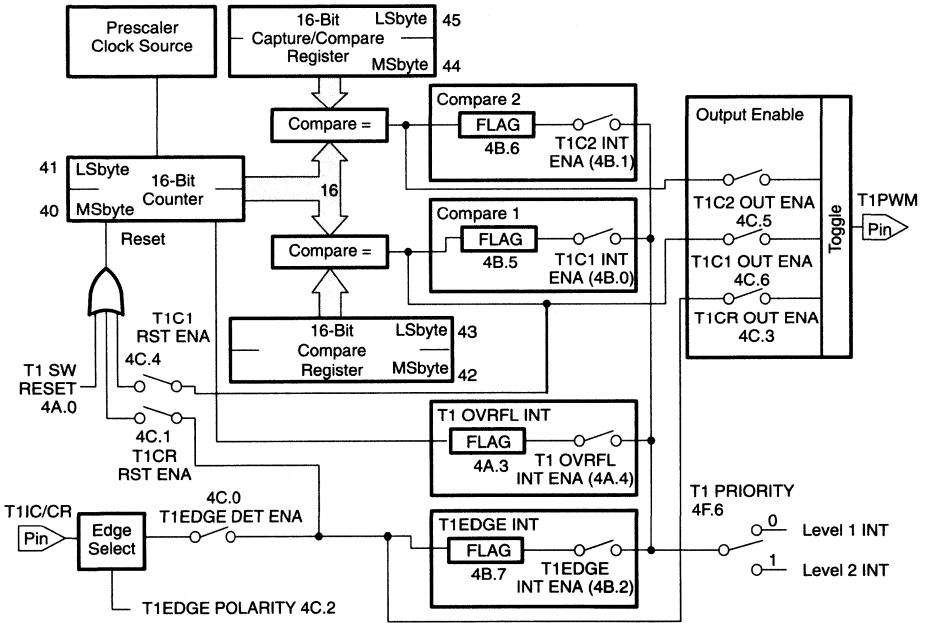 Prescaler
Clock Source
16-Bit
Capture/Compare
Register
LSbyte
45
MSbyte
44
Compare =
Compare 2
FLAG
4B.6
T1C2 INT
ENA (4B.1)
Output Enable
T1C2 OUT ENA
4C.5
T1C1 OUT ENA
4C.6
T1CR OUT ENA
4C.3
Toggle
T1PWM
Pin
41
LSbyte
16-Bit
Counter
40
MSbyte
Reset
16
Compare =
Compare 1
FLAG
4B.5
T1C1 INT
ENA (4B.0)
16-Bit
Compare
Register
LSbyte
43
MSbyte
42
T1C1
RST ENA
4C.4
T1 SW
RESET
4A.0
4C.1
T1CR
RST ENA
T1 OVRFL INT
FLAG
4A.3
T1 OVRFL
INT ENA (4A.4)
T1IC/CR
Pin
Edge
Select
4C.0
T1EDGE DET ENA
T1EDGE POLARITY 4C.2
T1EDGE INT
FLAG
4B.7
T1EDGE
INT ENA (4B.2)
T1 PRIORITY
4F.6
0
Level 1 INT
1
Level 2 INT